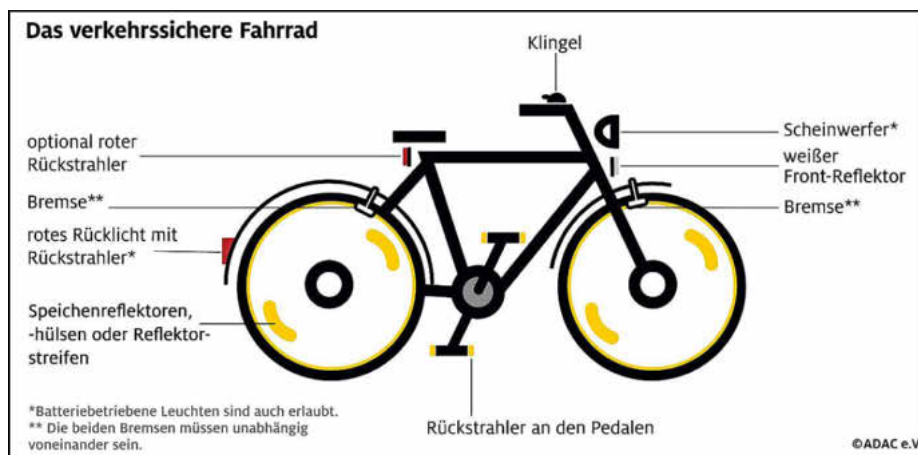 Das verkehrssichere Fahrrad
Klingel
optional roter
Rückstrahler
Scheinwerfer*
weißer
Front-Reflektor
Bremse**
Bremse**
rotes Rücklicht mit
Rückstrahler*
Speichenreflektoren,
-hülsen oder Reflektor-
streifen
*Batteriebetriebene Leuchten sind auch erlaubt.
** Die beiden Bremsen müssen unabhängig
voneinander sein.
Rückstrahler an den Pedalen
©ADAC e.V